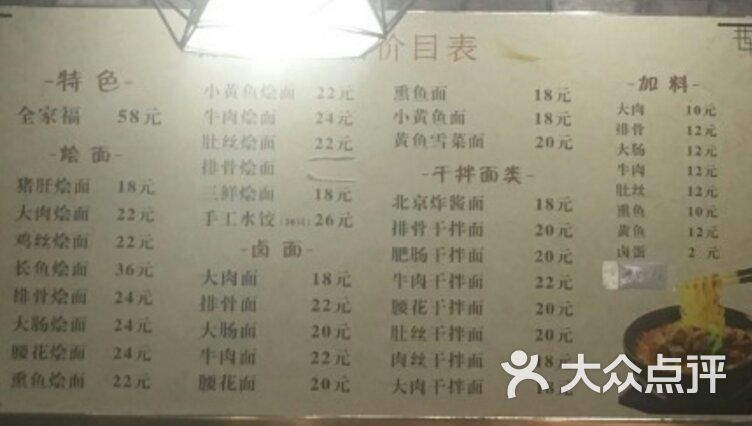 价目表
-特色-
全家福 58元
-烩面-
猪肝烩面 18元
大肉烩面 22元
鸡丝烩面 22元
长鱼烩面 36元
排骨烩面 24元
大肠烩面 24元
腰花烩面 24元
熏鱼烩面 22元
小黄鱼烩面 22元
牛肉烩面 24元
肚丝烩面 22元
排骨烩面
三鲜烩面 18元
手工水饺 26元
-卤面-
大肉面 18元
排骨面 22元
大肠面 20元
牛肉面 22元
腰花面 20元
熏鱼面 18元
小黄鱼面 18元
黄鱼雪菜面 20元
-干拌面类-
北京炸酱面 18元
排骨干拌面 20元
肥肠干拌面 20元
牛肉干拌面 22元
腰花干拌面 20元
肚丝干拌面 20元
肉丝干拌面 18元
大肉干拌面
-加料-
大肉 10元
排骨 12元
大肠 12元
牛肉 12元
肚丝 12元
熏鱼 10元
黄鱼 12元
卤蛋 2元
大众点评